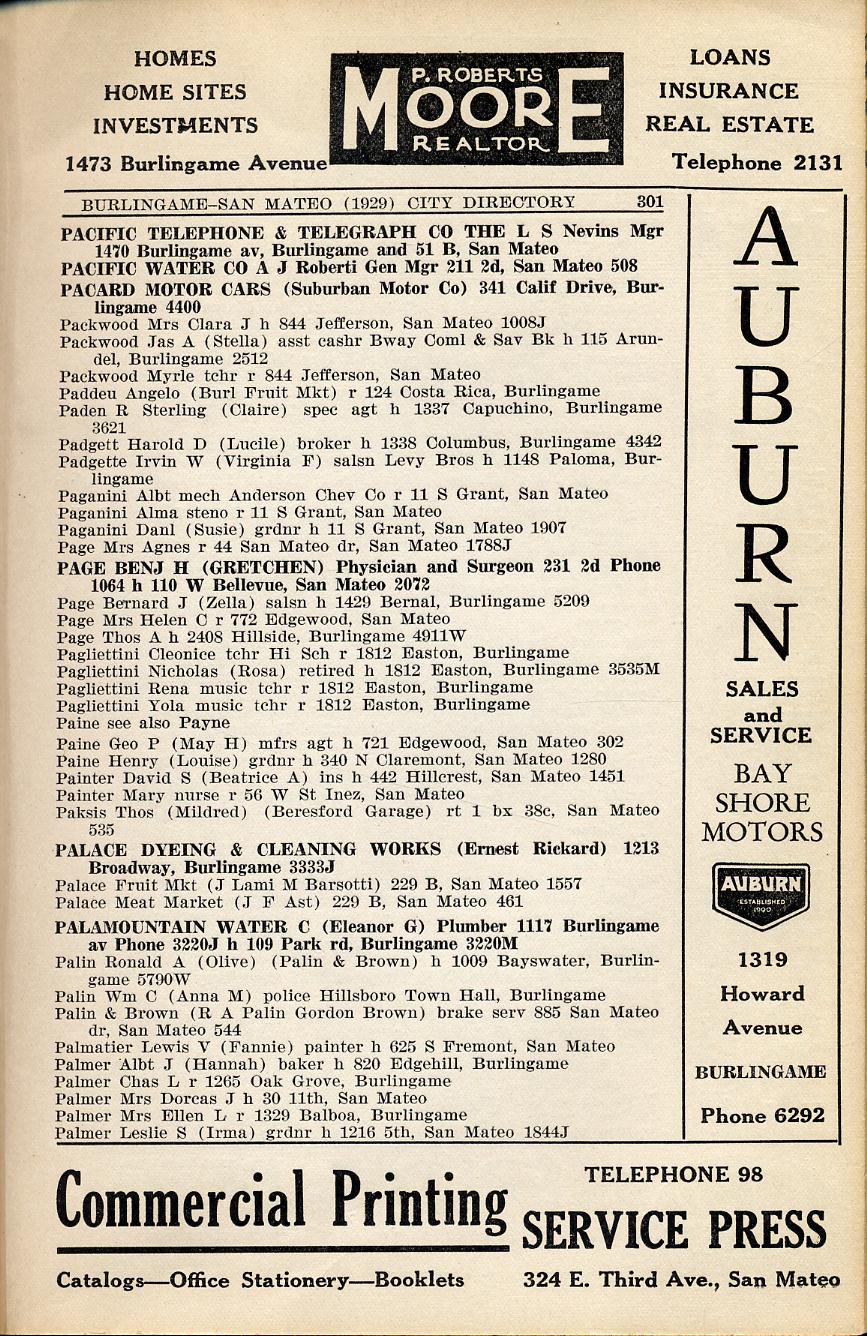 HOMES
HOME SITES
INVESTMENTS
1473 Burlingame Avenue
P. ROBERTS
MOORE
REALTOR
LOANS
INSURANCE
REAL ESTATE
Telephone 2131
BURLINGAME–SAN MATEO (1929) CITY DIRECTORY 301
PACIFIC TELEPHONE & TELEGRAPH CO THE L S Nevins Mgr
1470 Burlingame av, Burlingame and 51 B, San Mateo
PACIFIC WATER CO A J Roberti Gen Mgr 211 2d, San Mateo 508
PACARD MOTOR CARS (Suburban Motor Co) 341 Calif Drive, Bur-
lingame 4400
Packwood Mrs Clara J h 844 Jefferson, San Mateo 1008J
Packwood Jas A (Stella) asst cashr Bway Coml & Sav Bk h 115 Arun-
del, Burlingame 2512
Packwood Myrle tchr r 844 Jefferson, San Mateo
Paddeu Angelo (Burl Fruit Mkt) r 124 Costa Rica, Burlingame
Paden R Sterling (Claire) spec agt h 1337 Capuchino, Burlingame
3621
Padgett Harold D (Lucile) broker h 1338 Columbus, Burlingame 4342
Padgette Irvin W (Virginia F) salsn Levy Bros h 1148 Paloma, Bur-
lingame
Paganini Albt mech Anderson Chev Co r 11 S Grant, San Mateo
Paganini Alma steno r 11 S Grant, San Mateo
Paganini Danl (Susie) grdnr h 11 S Grant, San Mateo 1907
Page Mrs Agnes r 44 San Mateo dr, San Mateo 1788J
PAGE BENJ H (GRETCHEN) Physician and Surgeon 231 2d Phone
1064 h 110 W Bellevue, San Mateo 2072
Page Bernard J (Zella) salsn h 1429 Bernal, Burlingame 5209
Page Mrs Helen C r 772 Edgewood, San Mateo
Page Thos A h 2408 Hillside, Burlingame 4911W
Pagliettini Cleonice tchr Hi Sch r 1812 Easton, Burlingame
Pagliettini Nicholas (Rosa) retired h 1812 Easton, Burlingame 3535M
Pagliettini Rena music tchr r 1812 Easton, Burlingame
Pagliettini Yola music tchr r 1812 Easton, Burlingame
Paine see also Payne
Paine Geo P (May H) mfrs agt h 721 Edgewood, San Mateo 302
Paine Henry (Louise) grdnr h 340 N Claremont, San Mateo 1280
Painter David S (Beatrice A) ins h 442 Hillcrest, San Mateo 1451
Painter Mary nurse r 56 W St Inez, San Mateo
Paksis Thos (Mildred) (Beresford Garage) rt 1 bx 38c, San Mateo
535
PALACE DYEING & CLEANING WORKS (Ernest Rickard) 1213
Broadway, Burlingame 3333J
Palace Fruit Mkt (J Lami M Barsotti) 229 B, San Mateo 1557
Palace Meat Market (J F Ast) 229 B, San Mateo 461
PALAMOUNTAIN WATER C (Eleanor G) Plumber 1117 Burlingame
av Phone 3220J h 109 Park rd, Burlingame 3220M
Palin Ronald A (Olive) (Palin & Brown) h 1009 Bayswater, Burlin-
game 5790W
Palin Wm C (Anna M) police Hillsboro Town Hall, Burlingame
Palin & Brown (R A Palin Gordon Brown) brake serv 885 San Mateo
dr, San Mateo 544
Palmatier Lewis V (Fannie) painter h 625 S Fremont, San Mateo
Palmer Albt J (Hannah) baker h 820 Edgehill, Burlingame
Palmer Chas L r 1265 Oak Grove, Burlingame
Palmer Mrs Dorcas J h 30 11th, San Mateo
Palmer Mrs Ellen L r 1329 Balboa, Burlingame
Palmer Leslie S (Irma) grdnr h 1216 5th, San Mateo 1844J
AUBURN
SALES
and
SERVICE
BAY
SHORE
MOTORS
AUBURN
ESTABLISHED
1900
1319
Howard
Avenue
BURLINGAME
Phone 6292
Commercial Printing
Catalogs—Office Stationery—Booklets
TELEPHONE 98
SERVICE PRESS
324 E. Third Ave., San Mateo